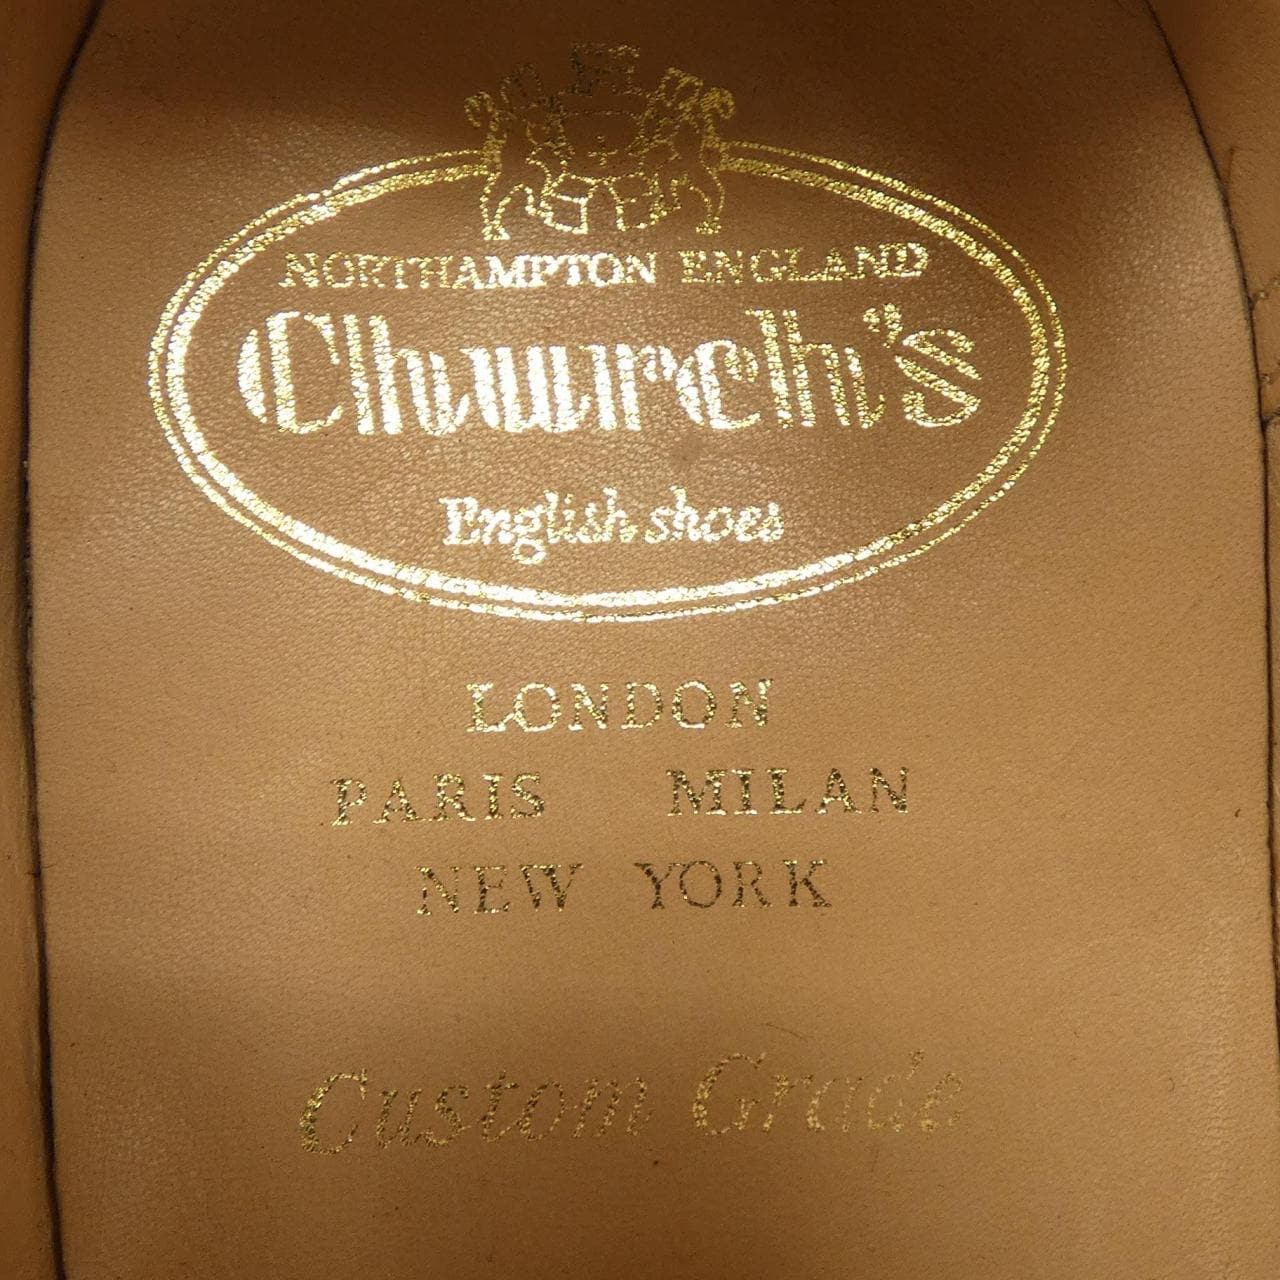 NORTHAMPTON ENGLAND
Church's
English shoes
LONDON
PARIS MILAN
NEW YORK
Custom Grade